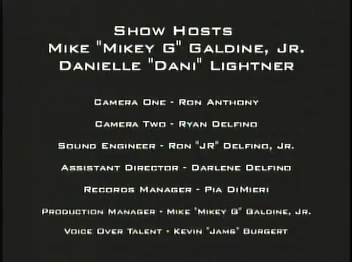 Show Hosts
Mike "Mikey G" Galdine, Jr.
Danielle "Dani" Lightner
Camera One - Ron Anthony
Camera Two - Ryan Delfino
Sound Engineer - Ron "JR" Delfino, Jr.
Assistant Director - Darlene Delfino
Records Manager - Pia DiMieri
Production Manager - Mike "Mikey G" Galdine, Jr.
Voice Over Talent - Kevin "Jams" Burgert